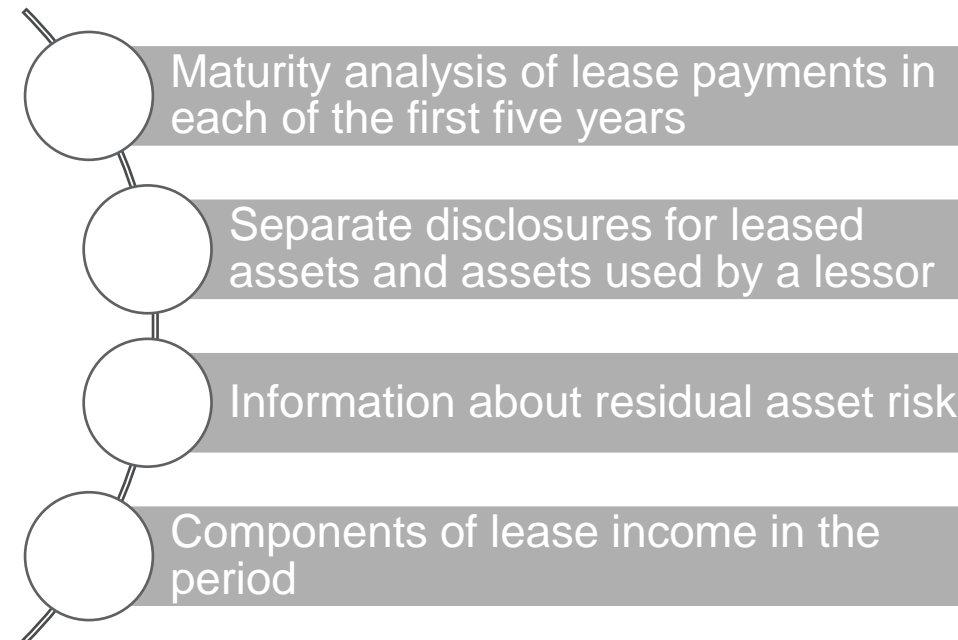 Maturity analysis of lease payments in
each of the first five years
Separate disclosures for leased
assets and assets used by a lessor
Information about residual asset risk
Components of lease income in the
period